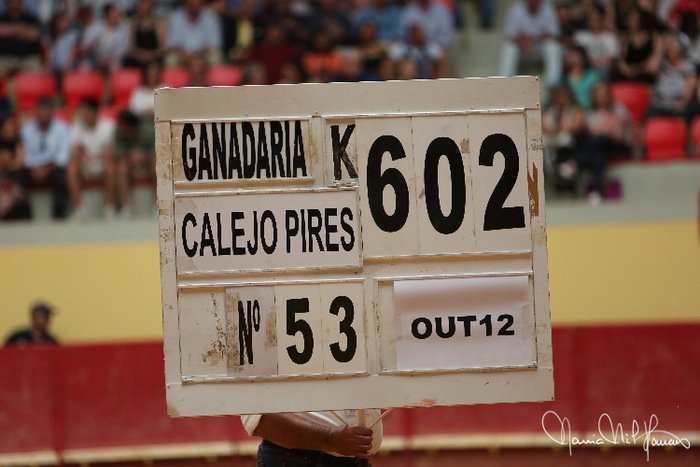 GANADARIA K 602
CALEJO PIRES
Nº 53 OUT12